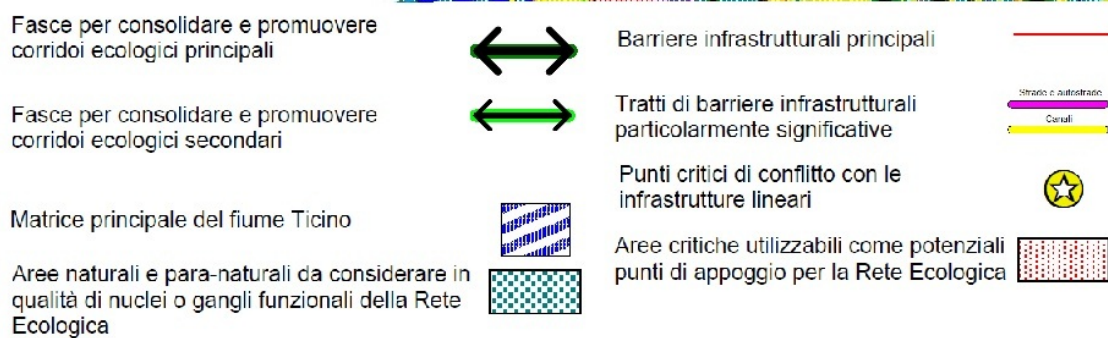 Fasce per consolidare e promuovere
corridoi ecologici principali
Fasce per consolidare e promuovere
corridoi ecologici secondari
Matrice principale del fiume Ticino
Aree naturali e para-naturali da considerare in
qualità di nuclei o gangli funzionali della Rete
Ecologica
Barriere infrastrutturali principali
Tratti di barriere infrastrutturali
particolarmente significative
Strade e autostrade
Canali
Punti critici di conflitto con le
infrastrutture lineari
Aree critiche utilizzabili come potenziali
punti di appoggio per la Rete Ecologica